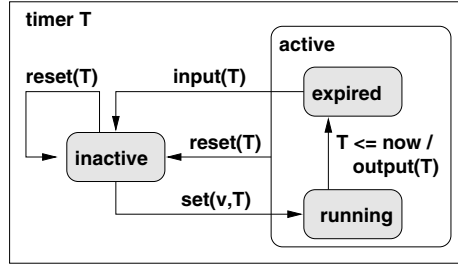 timer T
active
reset(T)
input(T)
expired
reset(T)
T <= now /
output(T)
inactive
set(v,T)
running